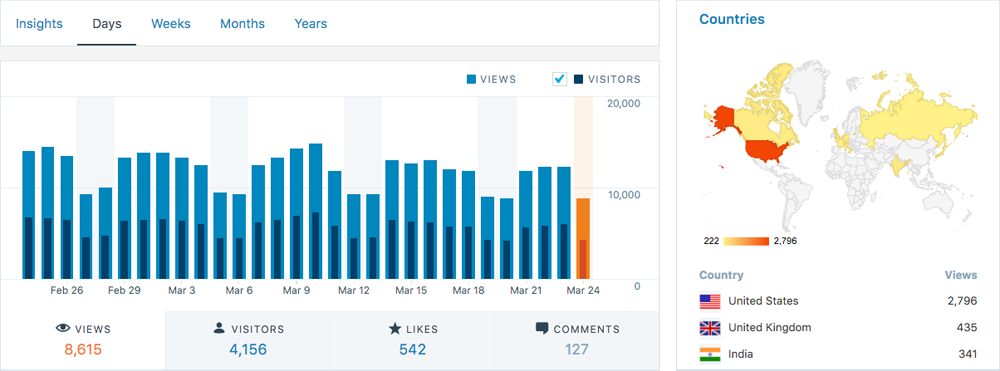 Insights Days Weeks Months Years
VIEWS VISITORS
20,000
10,000
0
Feb 26 Feb 29 Mar 3 Mar 6 Mar 9 Mar 12 Mar 15 Mar 18 Mar 21 Mar 24
VIEWS VISITORS LIKES COMMENTS
8,615 4,156 542 127
Countries
222 2,796
Country Views
United States 2,796
United Kingdom 435
India 341